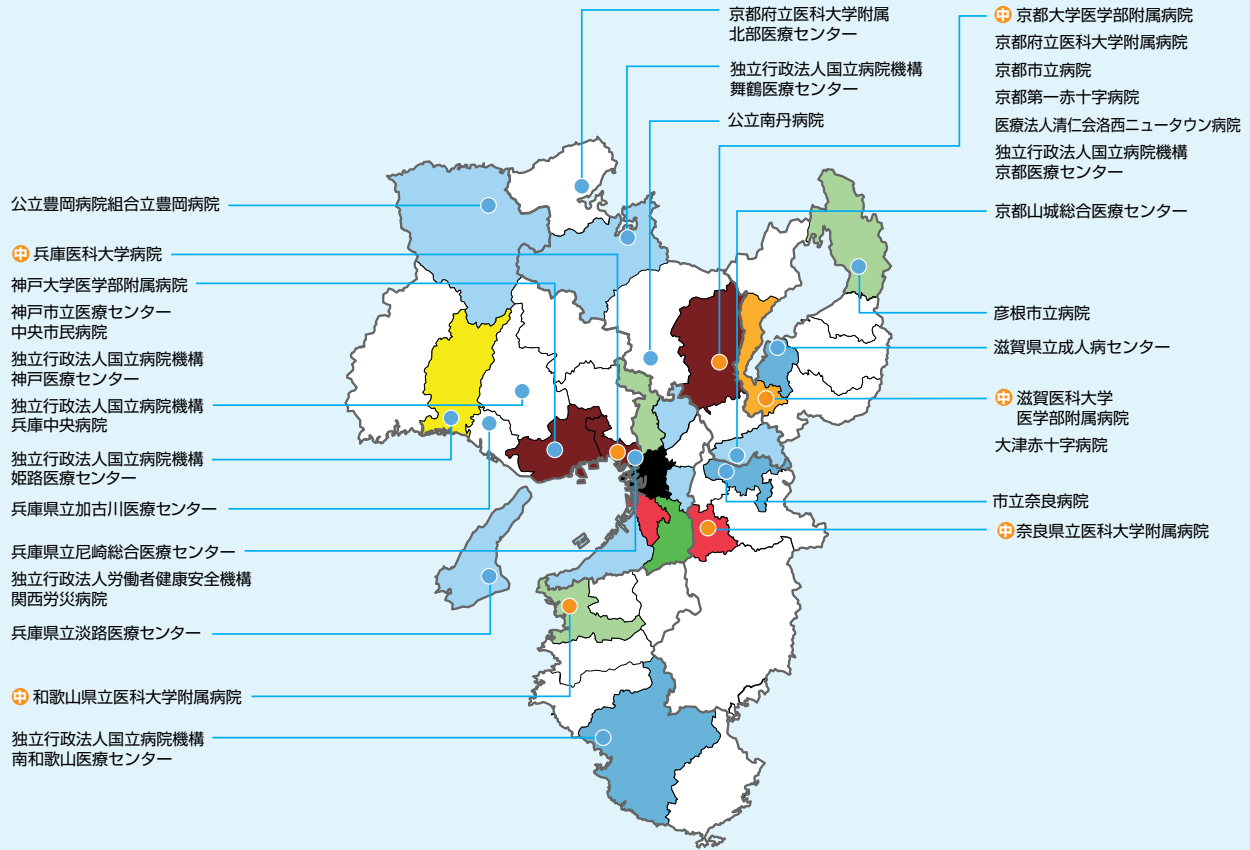 公立豊岡病院組合立豊岡病院
中 兵庫医科大学病院
神戸大学医学部附属病院
神戸市立医療センター
中央市民病院
独立行政法人国立病院機構
神戸医療センター
独立行政法人国立病院機構
兵庫中央病院
独立行政法人国立病院機構
姫路医療センター
兵庫県立加古川医療センター
兵庫県立尼崎総合医療センター
独立行政法人労働者健康安全機構
関西労災病院
兵庫県立淡路医療センター
中 和歌山県立医科大学附属病院
独立行政法人国立病院機構
南和歌山医療センター
京都府立医科大学附属
北部医療センター
独立行政法人国立病院機構
舞鶴医療センター
公立南丹病院
中 京都大学医学部附属病院
京都府立医科大学附属病院
京都市立病院
京都第一赤十字病院
医療法人清仁会洛西ニュータウン病院
独立行政法人国立病院機構
京都医療センター
京都山城総合医療センター
彦根市立病院
滋賀県立成人病センター
中 滋賀医科大学
医学部附属病院
大津赤十字病院
市立奈良病院
中 奈良県立医科大学附属病院